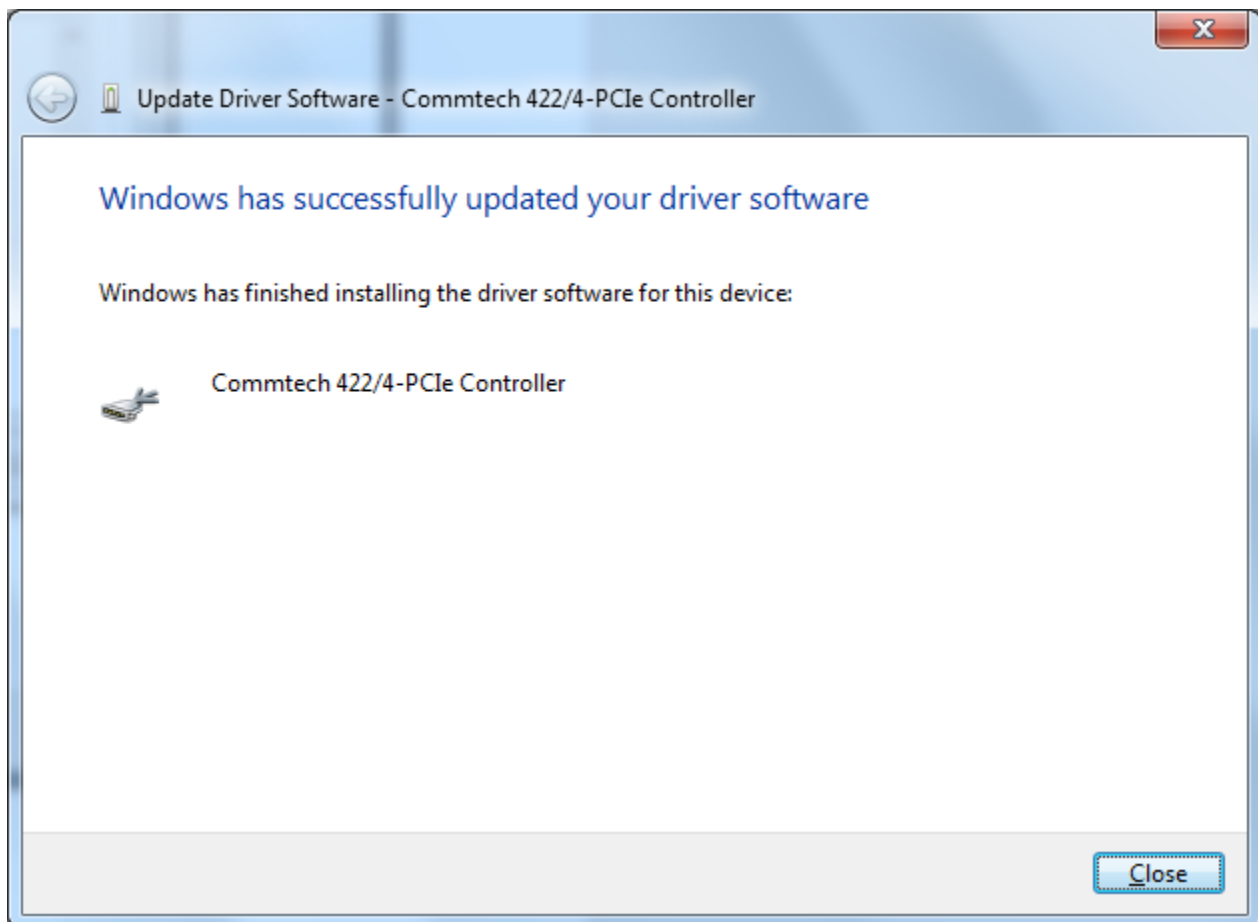 Update Driver Software - Commtech 422/4-PCIe Controller
Windows has successfully updated your driver software
Windows has finished installing the driver software for this device:
Commtech 422/4-PCIe Controller
Close